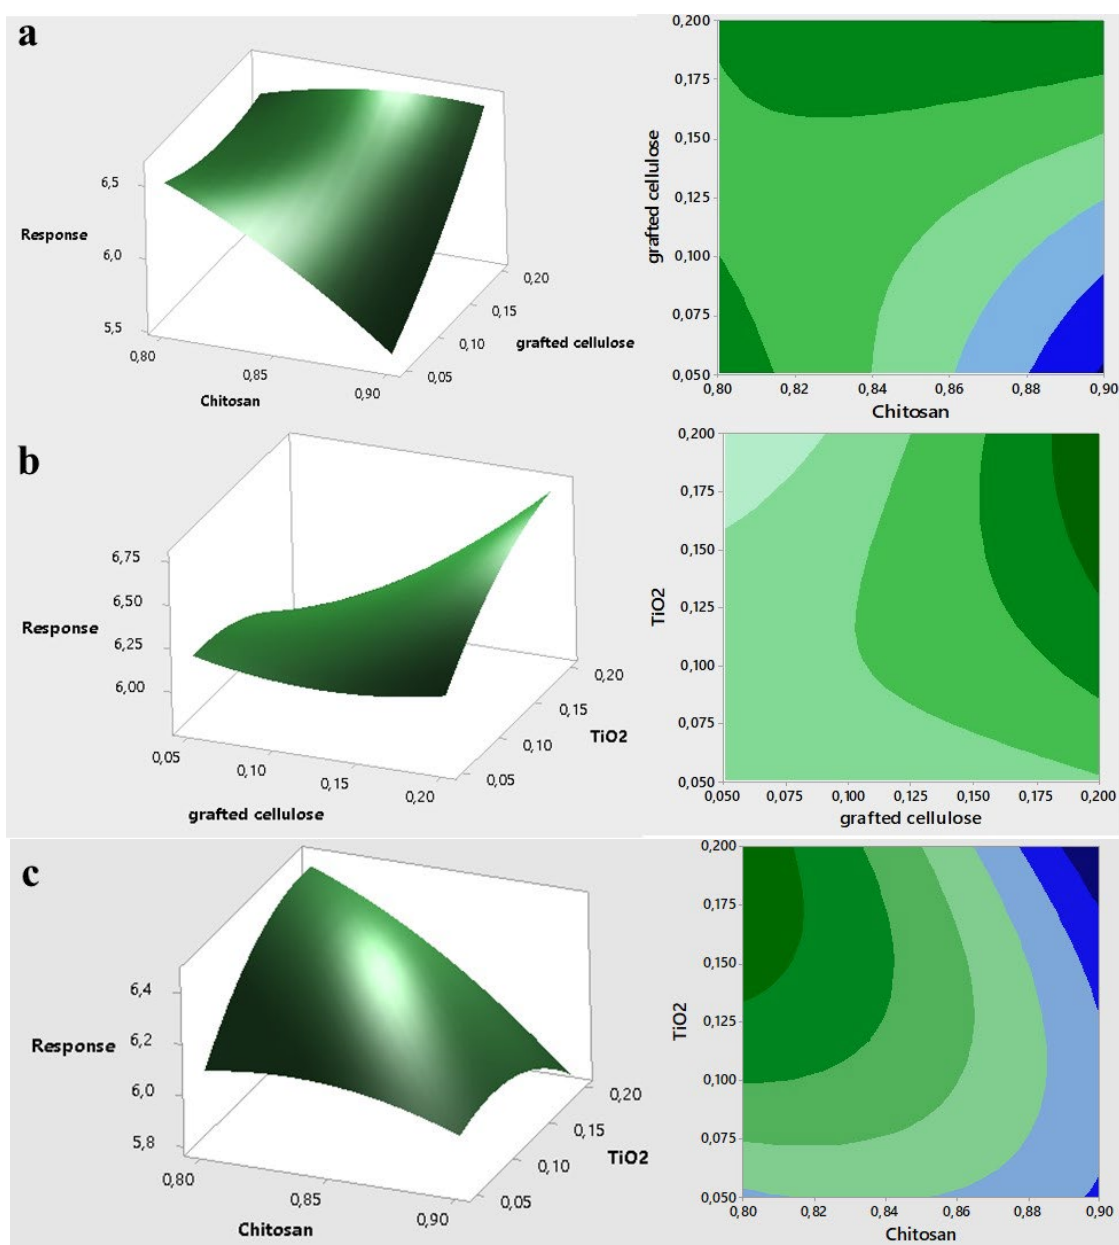 a
6,5
Response
6,0
5,5
0,80
0,85
0,90
Chitosan
0,20
0,15
0,10
0,05
grafted cellulose
0,200
0,175
0,150
0,125
0,100
0,075
0,050
grafted cellulose
0,80 0,82 0,84 0,86 0,88 0,90
Chitosan
b
6,75
6,50
Response
6,25
6,00
0,05
0,10
0,15
0,20
grafted cellulose
0,20
0,15
0,10
0,05
TiO2
0,200
0,175
0,150
0,125
0,100
0,075
0,050
TiO2
0,050 0,075 0,100 0,125 0,150 0,175 0,200
grafted cellulose
c
6,4
6,2
Response
6,0
5,8
0,80
0,85
0,90
Chitosan
0,20
0,15
0,10
0,05
TiO2
0,200
0,175
0,150
0,125
0,100
0,075
0,050
TiO2
0,80 0,82 0,84 0,86 0,88 0,90
Chitosan